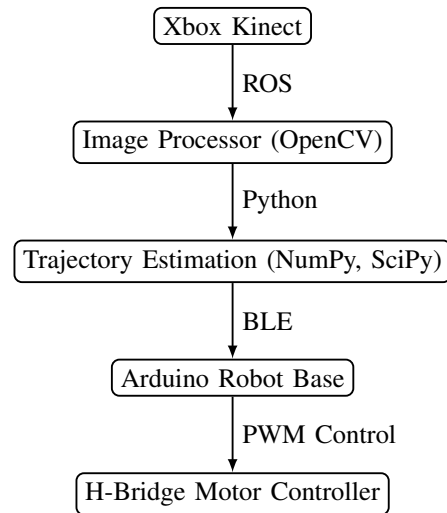 Xbox Kinect
ROS
Image Processor (OpenCV)
Python
Trajectory Estimation (NumPy, SciPy)
BLE
Arduino Robot Base
PWM Control
H-Bridge Motor Controller